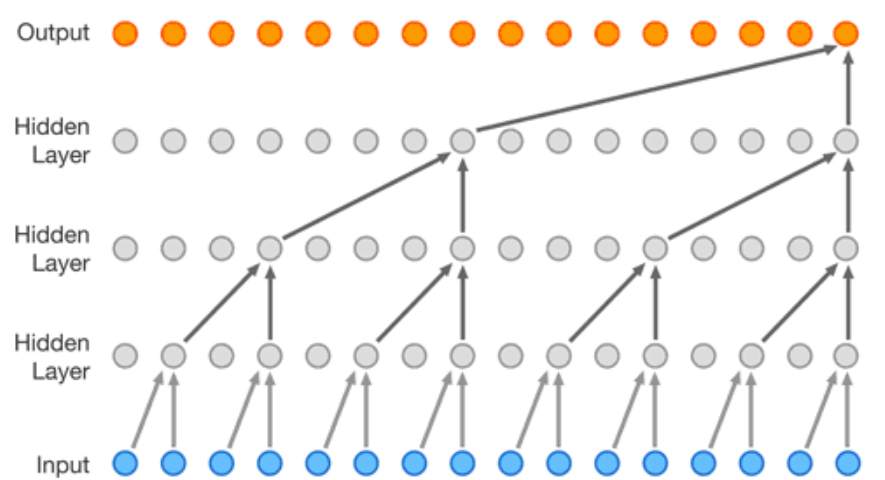 Output
Hidden
Layer
Hidden
Layer
Hidden
Layer
Input